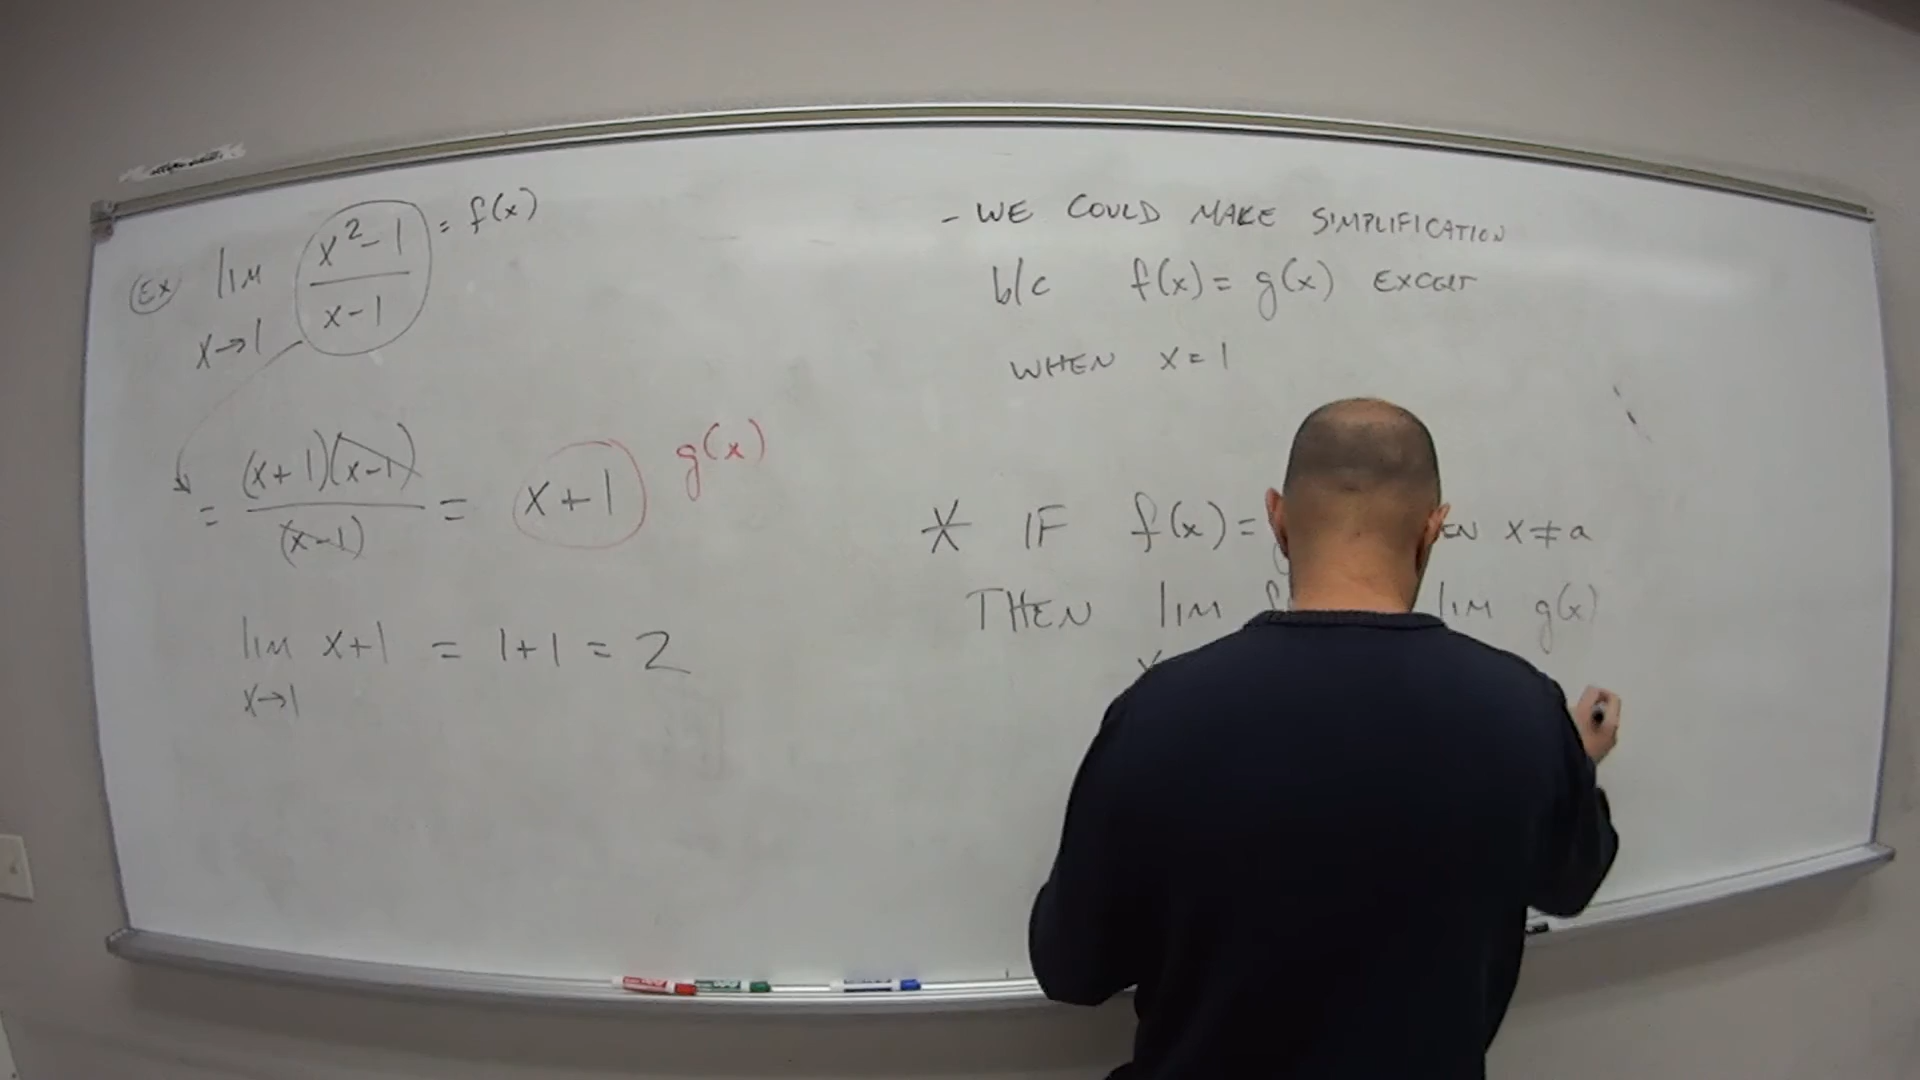 Ex lim x²-1 / x-1 = f(x)
x→1
= (x+1)(x-1) / (x-1) = x+1 g(x)
lim x+1 = 1+1 = 2
x→1
- WE COULD MAKE SIMPLIFICATION
b/c f(x) = g(x) EXCEPT
WHEN x = 1
* IF f(x) = x≠a
THEN lim lim g(x)